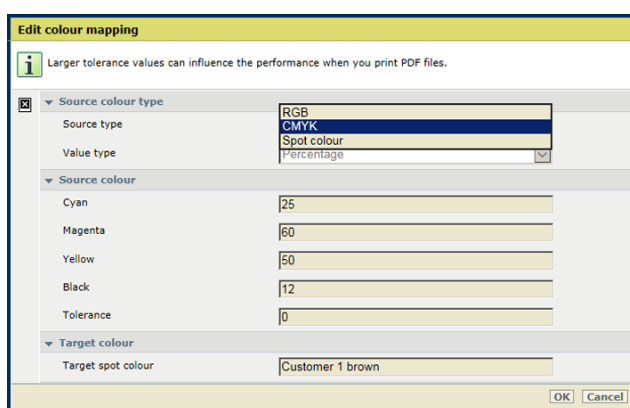 Edit colour mapping
Larger tolerance values can influence the performance when you print PDF files.
Source colour type
Source type
RGB
CMYK
Spot colour
Value type Percentage
Source colour
Cyan 25
Magenta 60
Yellow 50
Black 12
Tolerance 0
Target colour
Target spot colour Customer 1 brown
OK Cancel